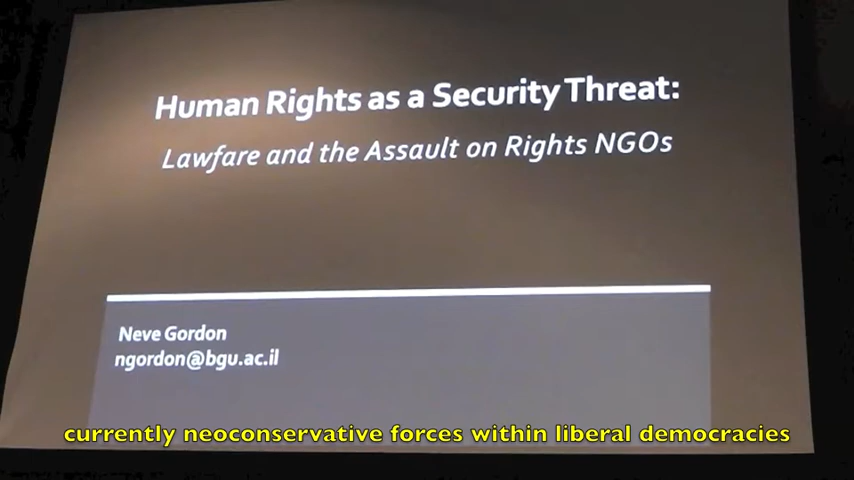 Human Rights as a Security Threat:
Lawfare and the Assault on Rights NGOs
Neve Gordon
ngordon@bgu.ac.il
currently neoconservative forces within liberal democracies